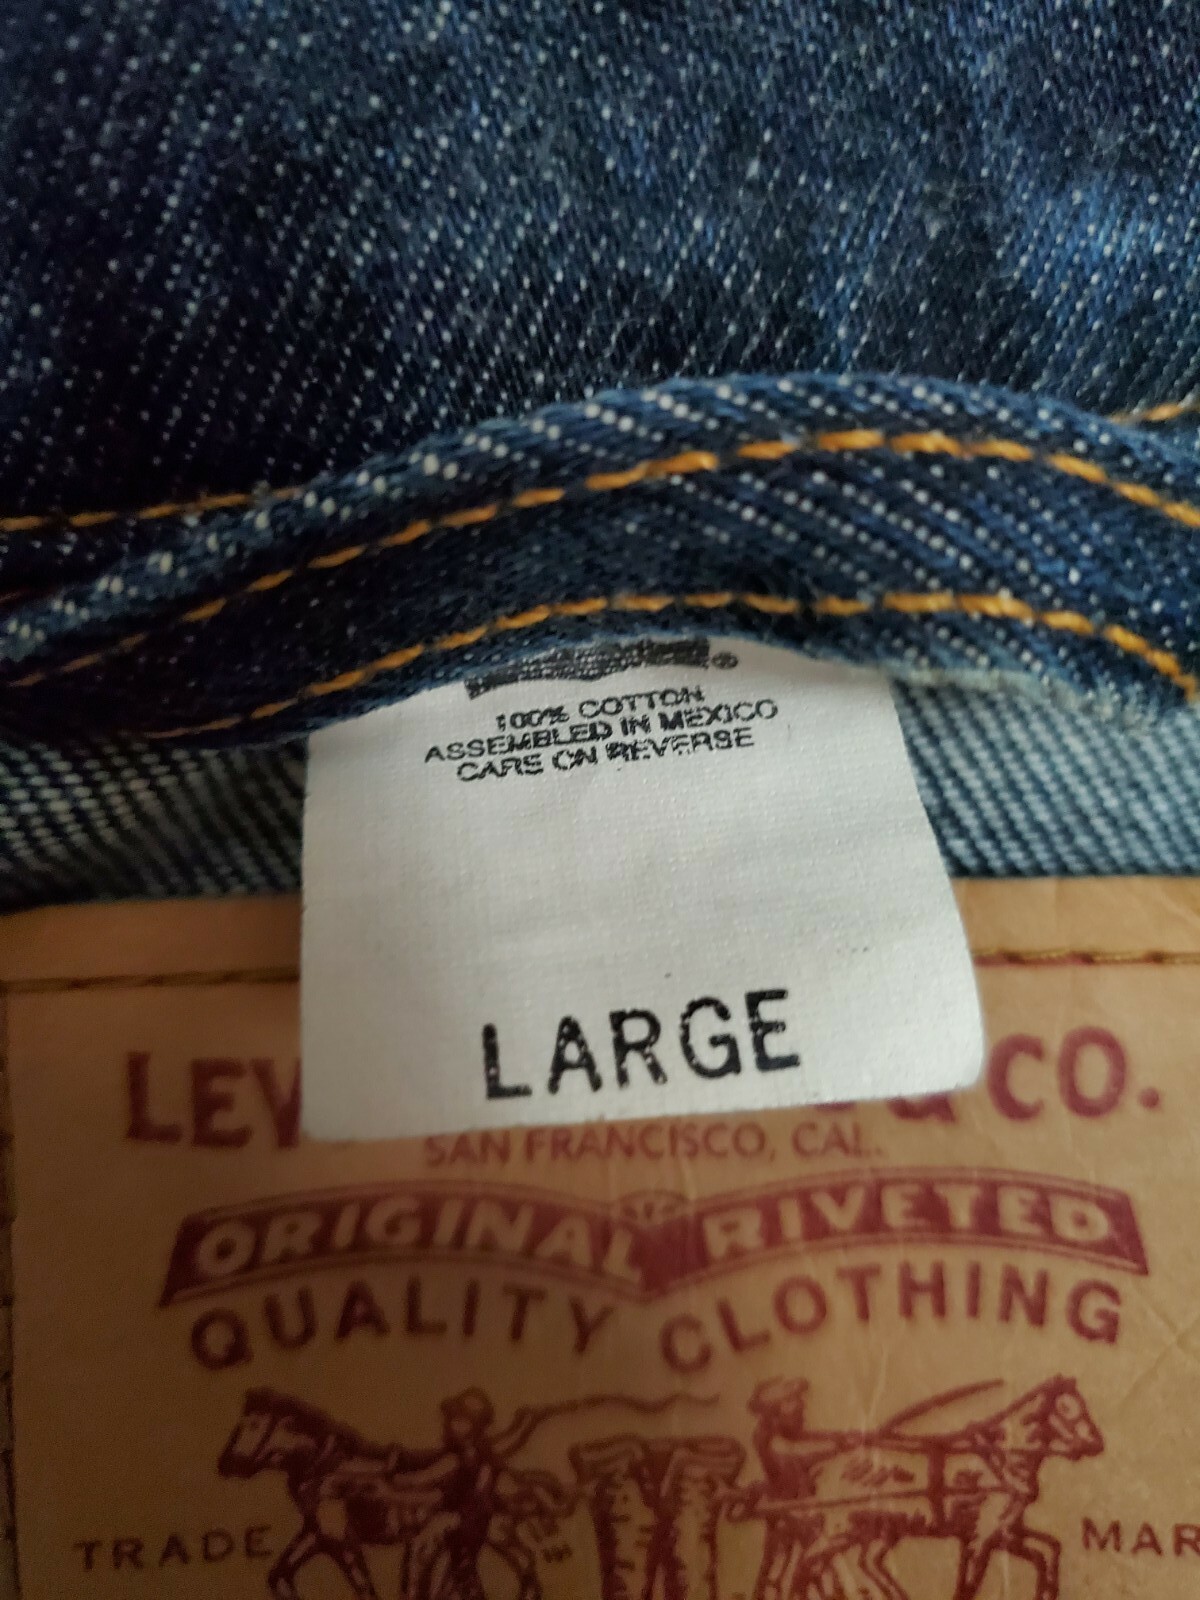 ®
100% COTTON
ASSEMBLED IN MEXICO
CARE ON REVERSE
LARGE
LEV & CO.
SAN FRANCISCO, CAL.
ORIGINAL RIVETED
QUALITY CLOTHING
TRADE MAR